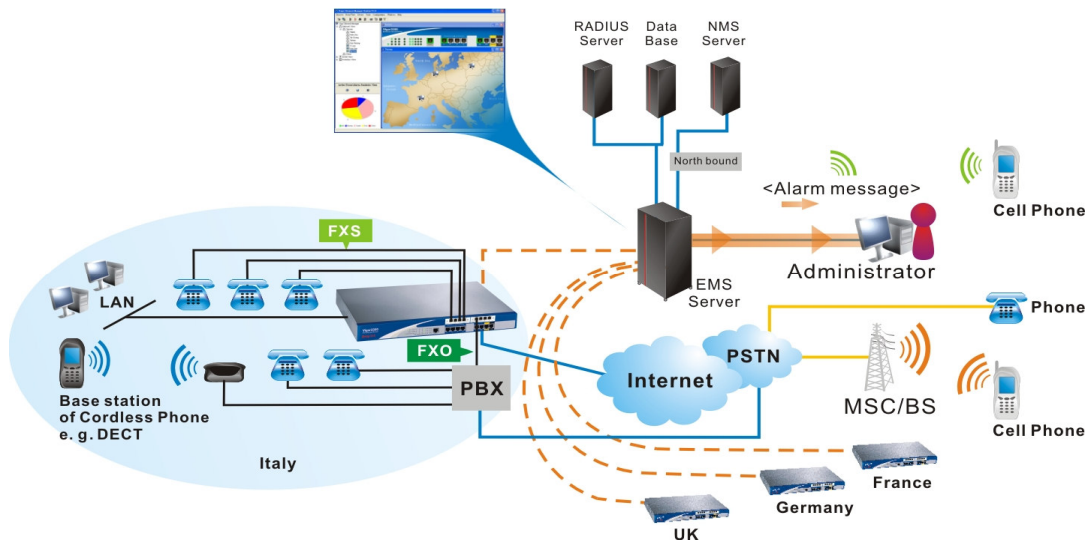 RADIUS
Server
Data
Base
NMS
Server
North bound
<Alarm message>
Cell Phone
FXS
LAN
EMS
Server
Administrator
Phone
FXO
PBX
Internet
PSTN
MSC/BS
Cell Phone
Base station
of Cordless Phone
e. g. DECT
Italy
France
Germany
UK